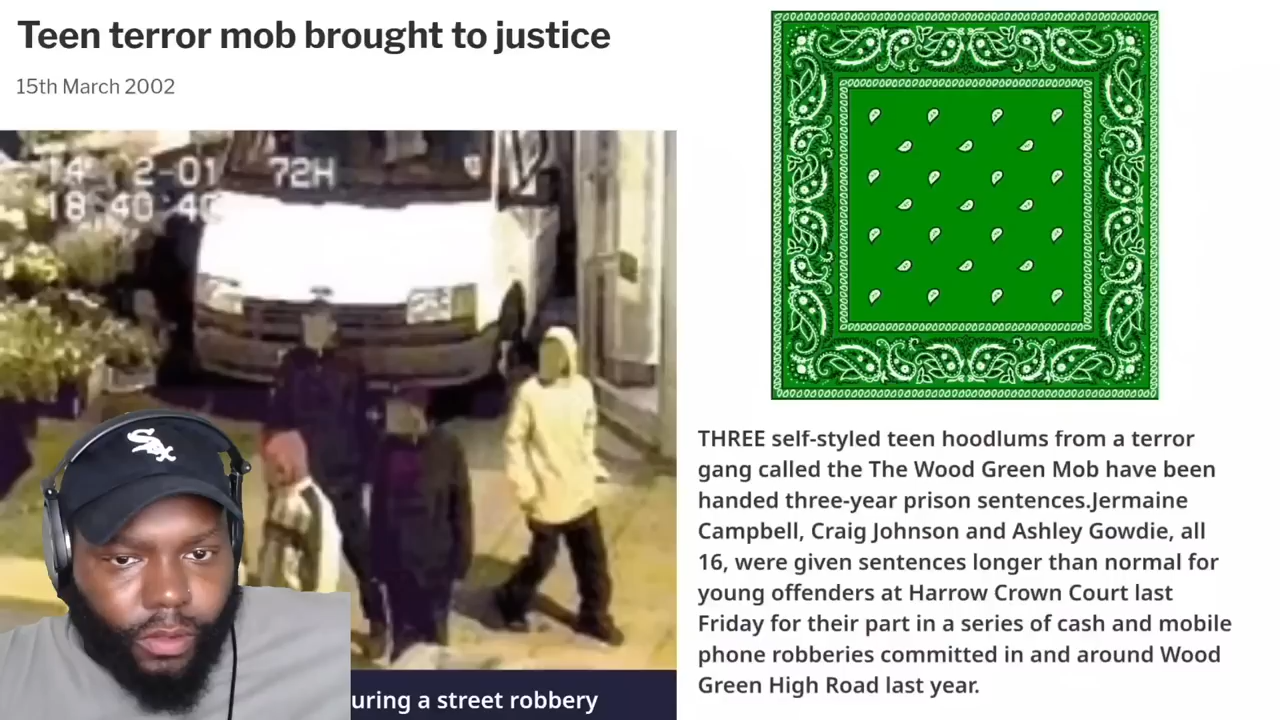 Teen terror mob brought to justice
15th March 2002
72H
18:40:40
Sox
uring a street robbery
THREE self-styled teen hoodlums from a terror
gang called the The Wood Green Mob have been
handed three-year prison sentences.Jermaine
Campbell, Craig Johnson and Ashley Gowdie, all
16, were given sentences longer than normal for
young offenders at Harrow Crown Court last
Friday for their part in a series of cash and mobile
phone robberies committed in and around Wood
Green High Road last year.